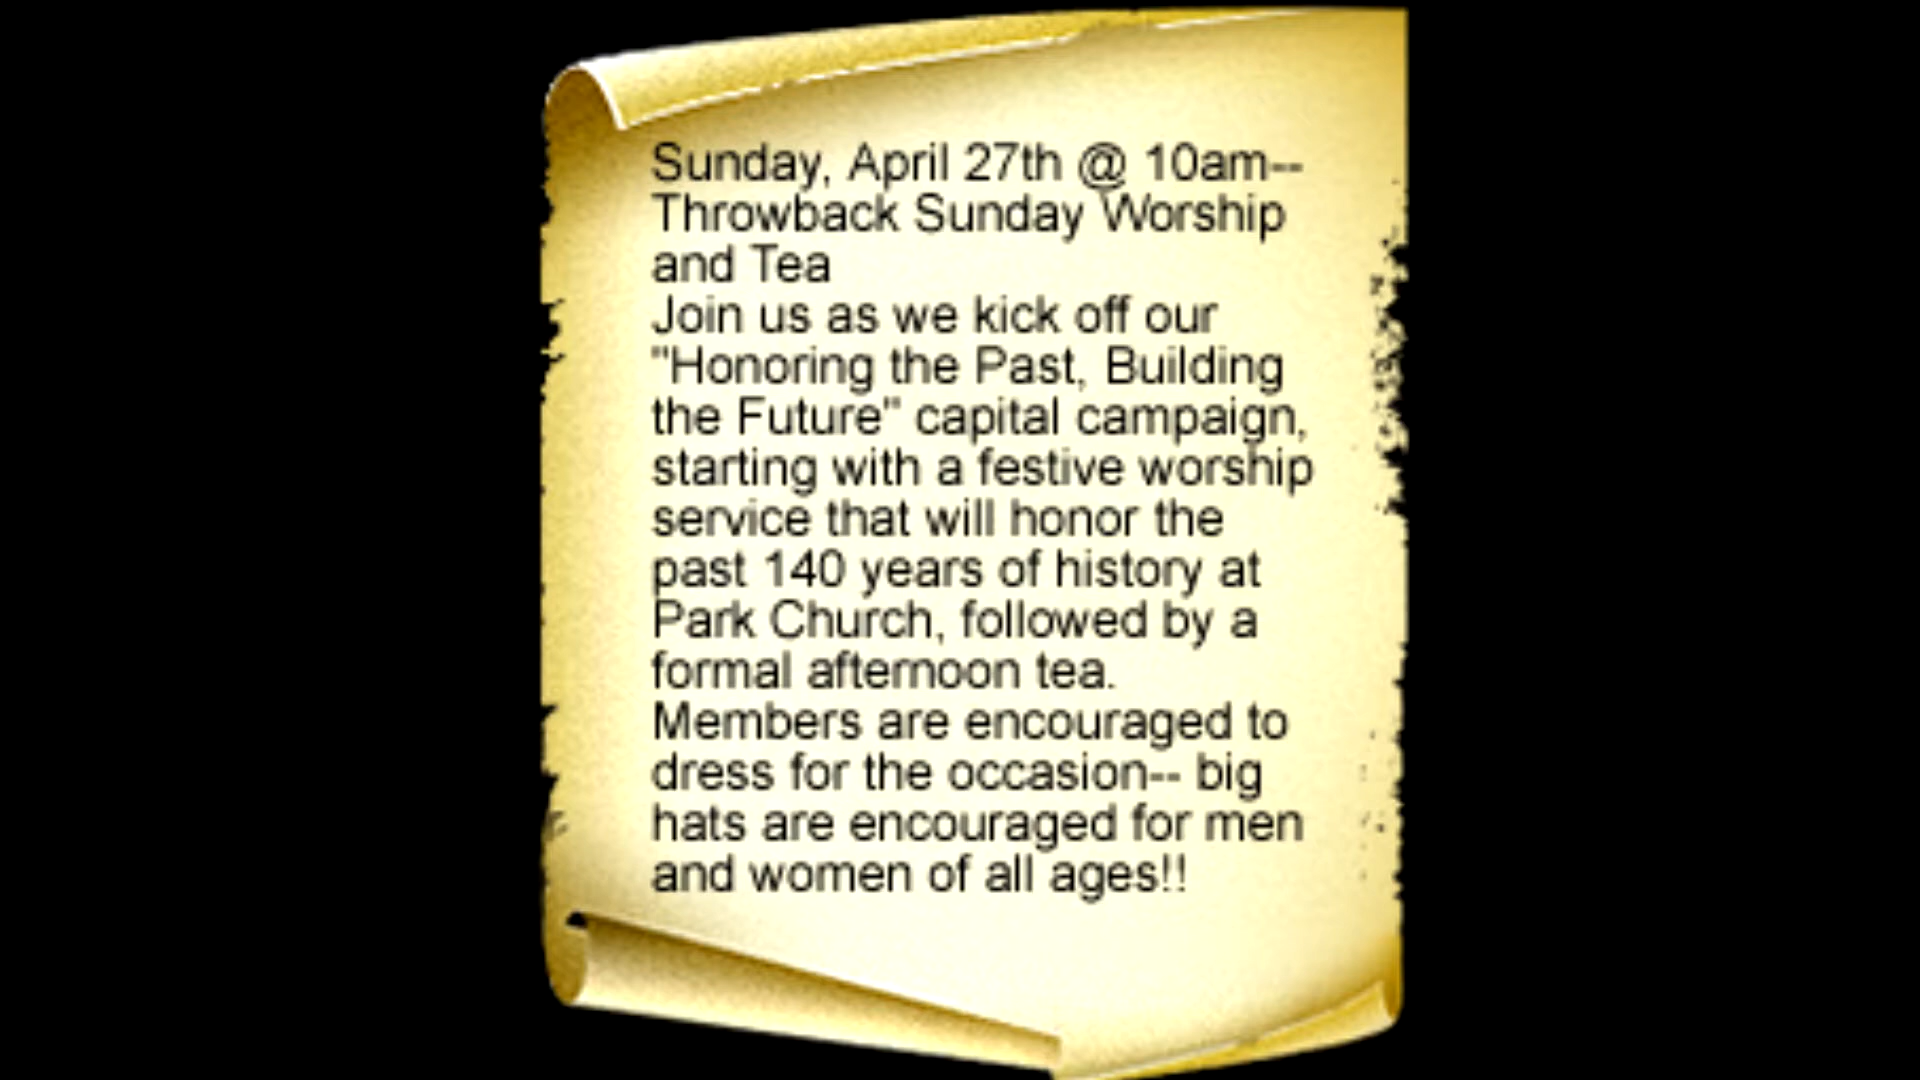 Sunday, April 27th @ 10am--
Throwback Sunday Worship
and Tea
Join us as we kick off our
"Honoring the Past, Building
the Future" capital campaign,
starting with a festive worship
service that will honor the
past 140 years of history at
Park Church, followed by a
formal afternoon tea.
Members are encouraged to
dress for the occasion-- big
hats are encouraged for men
and women of all ages!!